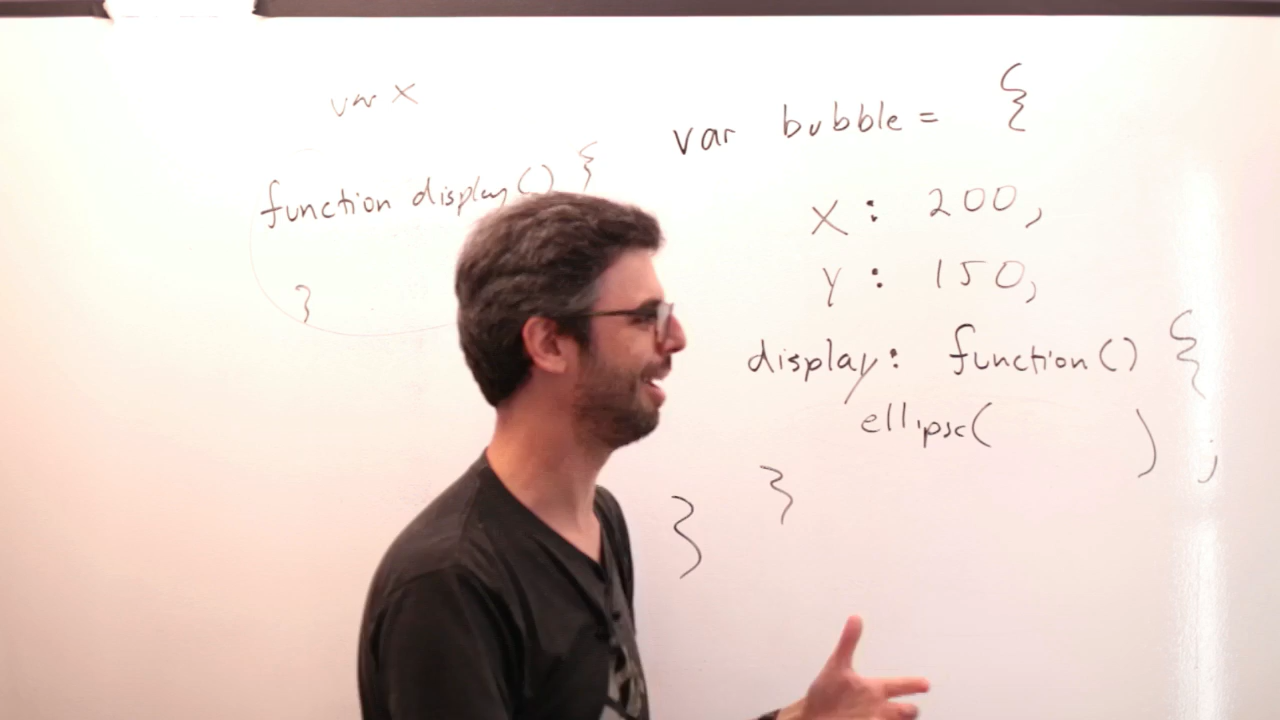 var x
function display() {
}
var bubble = {
x : 200,
y : 150,
display: function() {
ellipse( ) ;
}
}